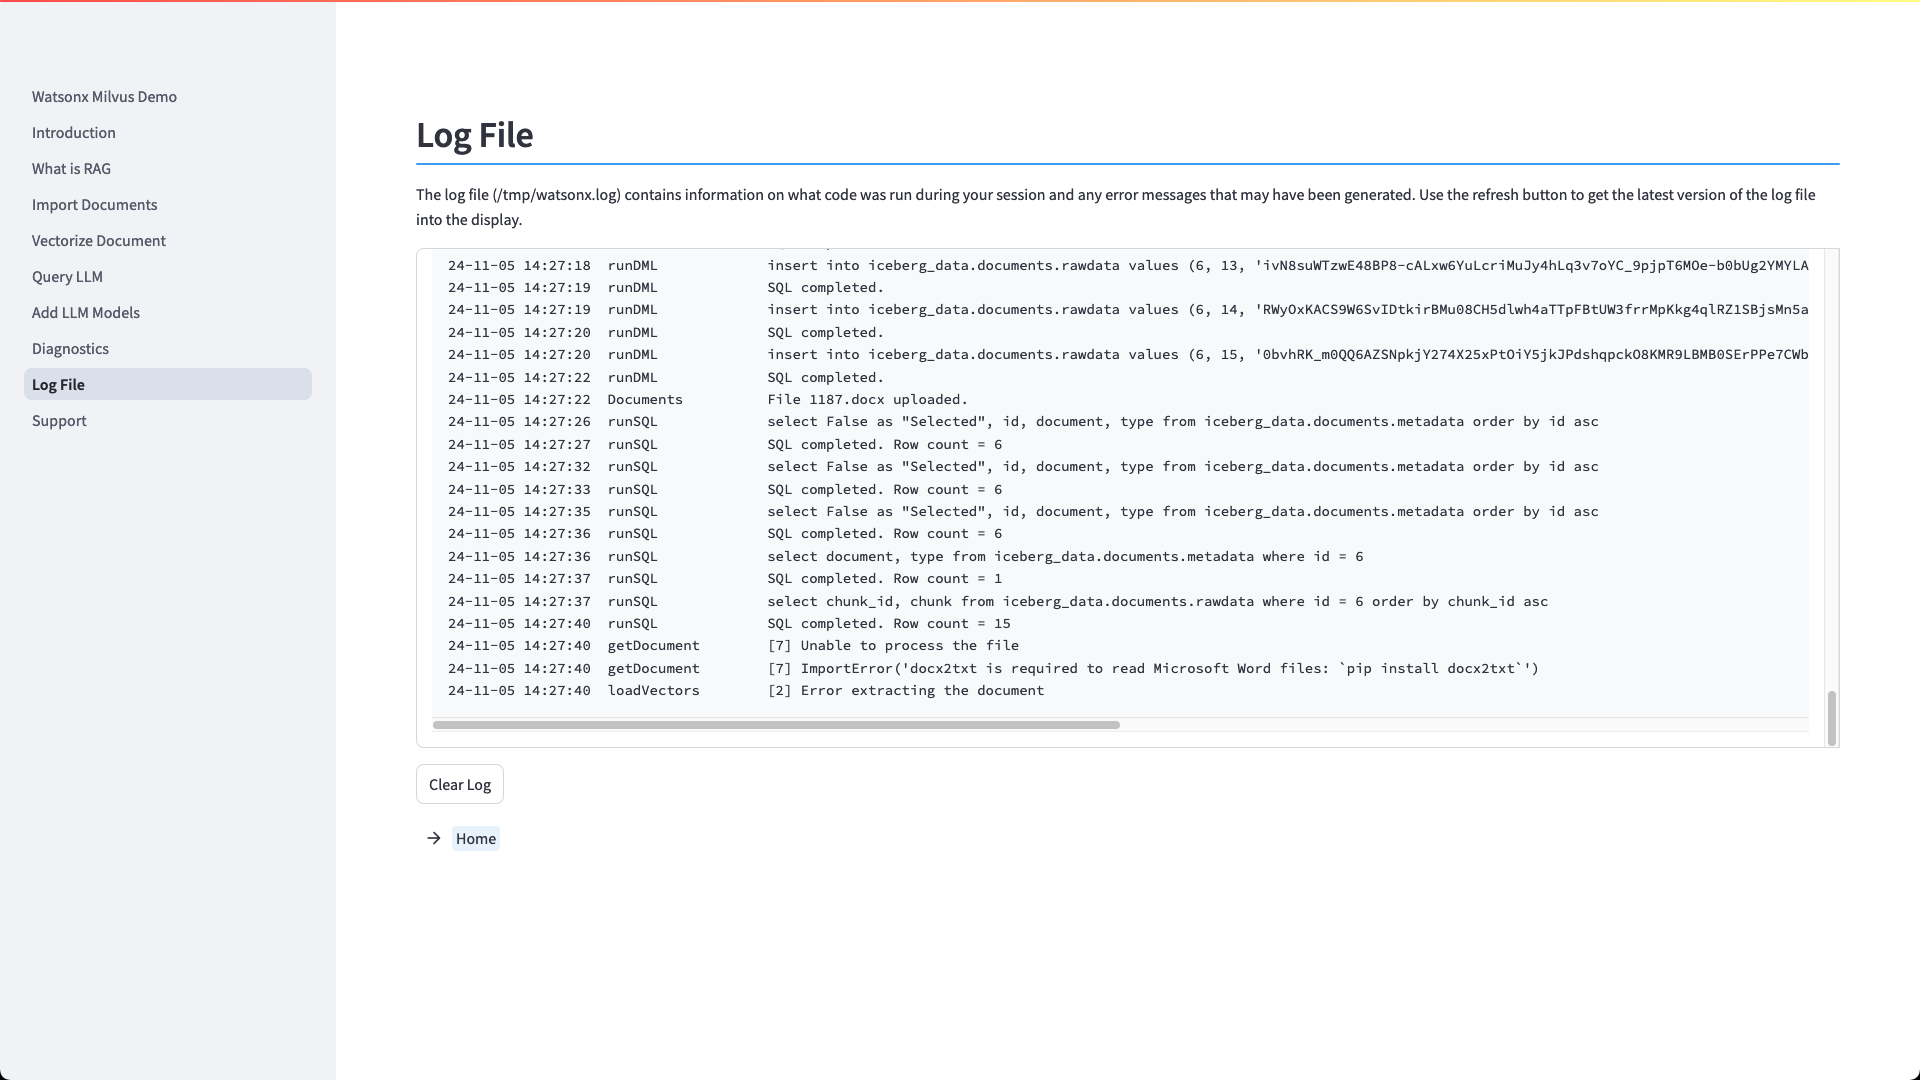 Watsonx Milvus Demo
Introduction
What is RAG
Import Documents
Vectorize Document
Query LLM
Add LLM Models
Diagnostics
Log File
Support
Log File
The log file (/tmp/watsonx.log) contains information on what code was run during your session and any error messages that may have been generated. Use the refresh button to get the latest version of the log file
into the display.
24-11-05 14:27:18 runDML insert into iceberg_data.documents.rawdata values (6, 13, 'ivN8suWTzwE48BP8-cALxw6YuLcriMuJy4hLq3v7oYC_9pjpT6MOe-b0bUg2YMYLA
24-11-05 14:27:19 runDML SQL completed.
24-11-05 14:27:19 runDML insert into iceberg_data.documents.rawdata values (6, 14, 'RWyOxKACS9W6SvIDtkirBMu08CH5dlwh4aTTpFBtUW3frrMpKkg4qlRZ1SBjsMn5a
24-11-05 14:27:20 runDML SQL completed.
24-11-05 14:27:20 runDML insert into iceberg_data.documents.rawdata values (6, 15, '0bvhRK_m0QQ6AZSNpkjY274X25xPtOiY5jkJPdshqpckO8KMR9LBMB0SErPPe7CWb
24-11-05 14:27:22 runDML SQL completed.
24-11-05 14:27:22 Documents File 1187.docx uploaded.
24-11-05 14:27:26 runSQL select False as "Selected", id, document, type from iceberg_data.documents.metadata order by id asc
24-11-05 14:27:27 runSQL SQL completed. Row count = 6
24-11-05 14:27:32 runSQL select False as "Selected", id, document, type from iceberg_data.documents.metadata order by id asc
24-11-05 14:27:33 runSQL SQL completed. Row count = 6
24-11-05 14:27:35 runSQL select False as "Selected", id, document, type from iceberg_data.documents.metadata order by id asc
24-11-05 14:27:36 runSQL SQL completed. Row count = 6
24-11-05 14:27:36 runSQL select document, type from iceberg_data.documents.metadata where id = 6
24-11-05 14:27:37 runSQL SQL completed. Row count = 1
24-11-05 14:27:37 runSQL select chunk_id, chunk from iceberg_data.documents.rawdata where id = 6 order by chunk_id asc
24-11-05 14:27:40 runSQL SQL completed. Row count = 15
24-11-05 14:27:40 getDocument [7] Unable to process the file
24-11-05 14:27:40 getDocument [7] ImportError('docx2txt is required to read Microsoft Word files: `pip install docx2txt`')
24-11-05 14:27:40 loadVectors [2] Error extracting the document
Clear Log
Home